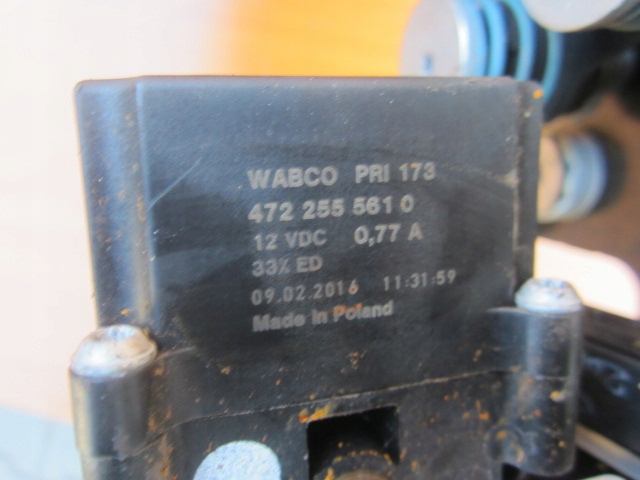 WABCO PRI 173
472 255 561 0
12 VDC 0,77 A
33% ED
09.02.2016 11:31:59
Made in Poland